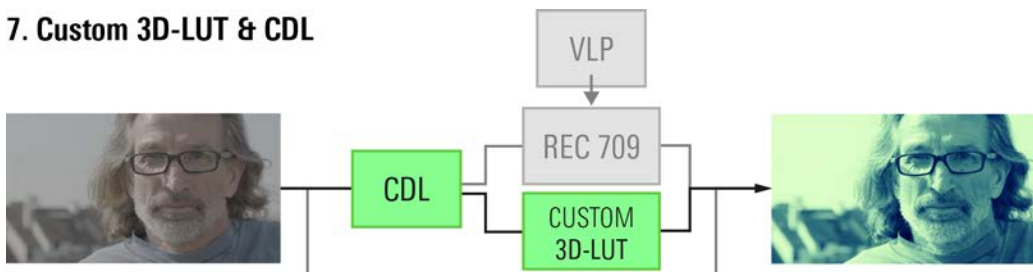 7. Custom 3D-LUT & CDL
VLP
REC 709
CDL
CUSTOM
3D-LUT